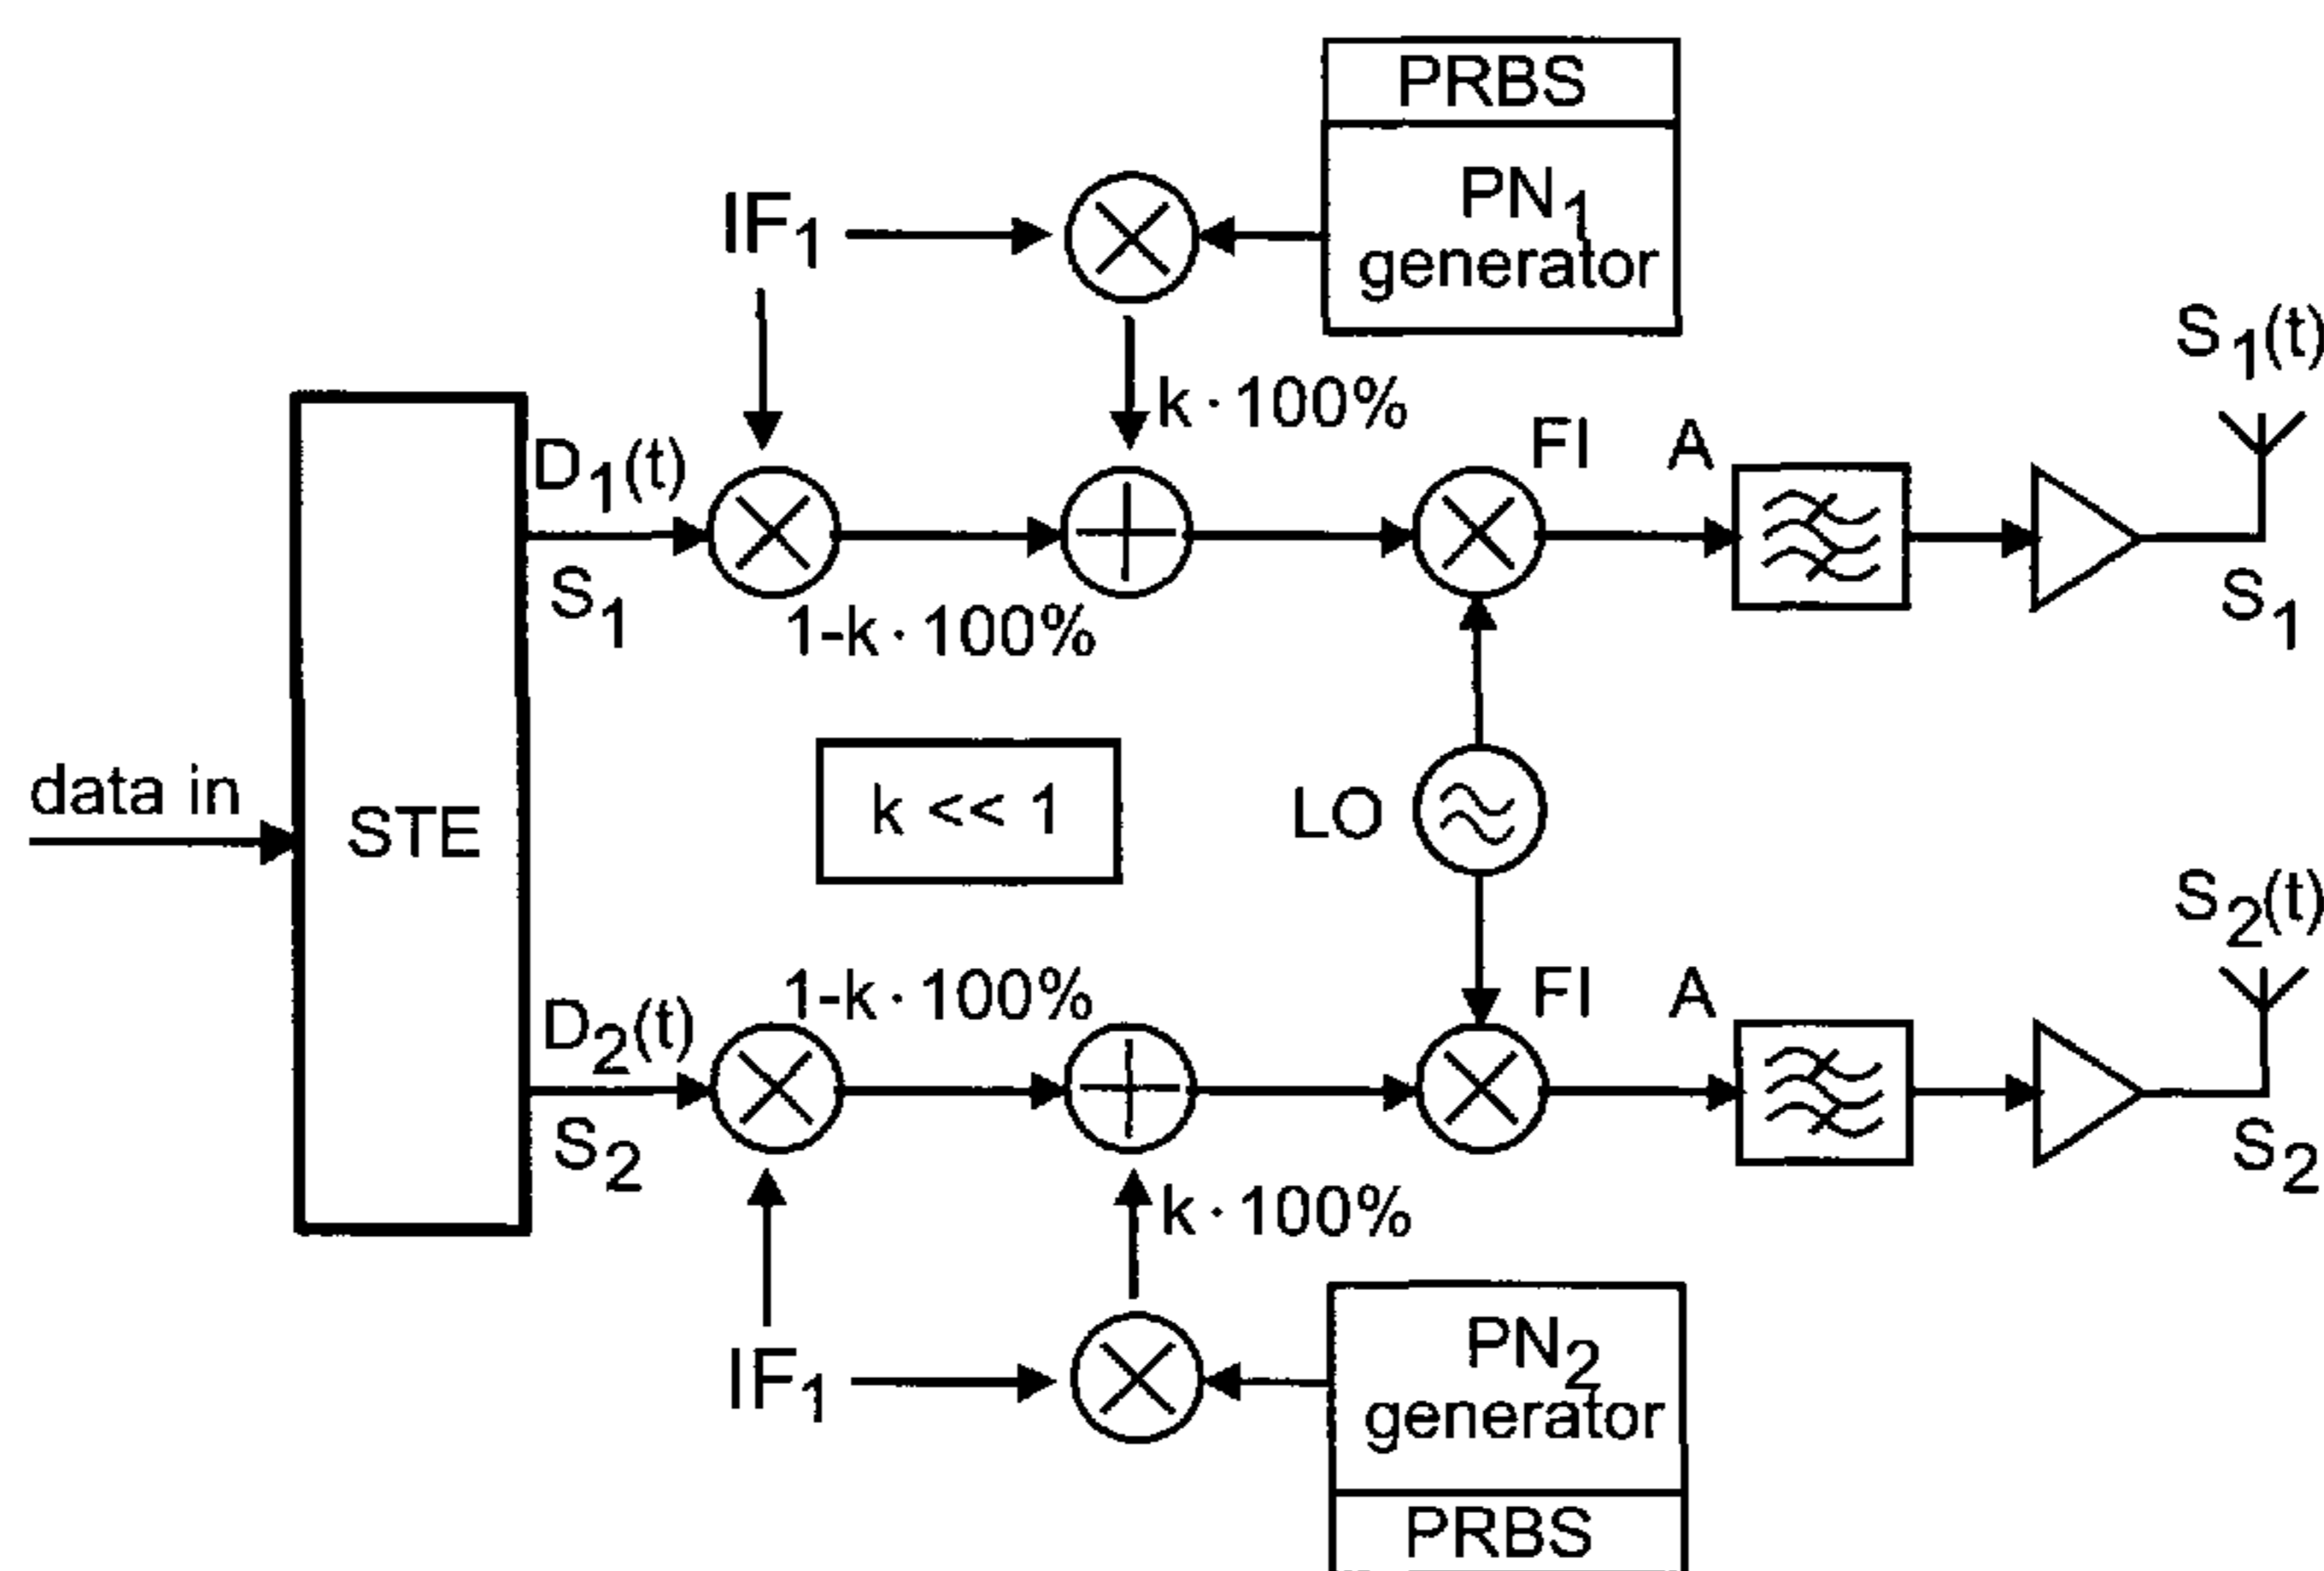 PRBS
PN1
generator
IF1
S1(t)
k · 100%
D1(t)
FI
A
S1
1-k · 100%
S1
data in
STE
k << 1
LO
S2(t)
1-k · 100%
D2(t)
FI
A
S2
k · 100%
S2
IF1
PN2
generator
PRBS